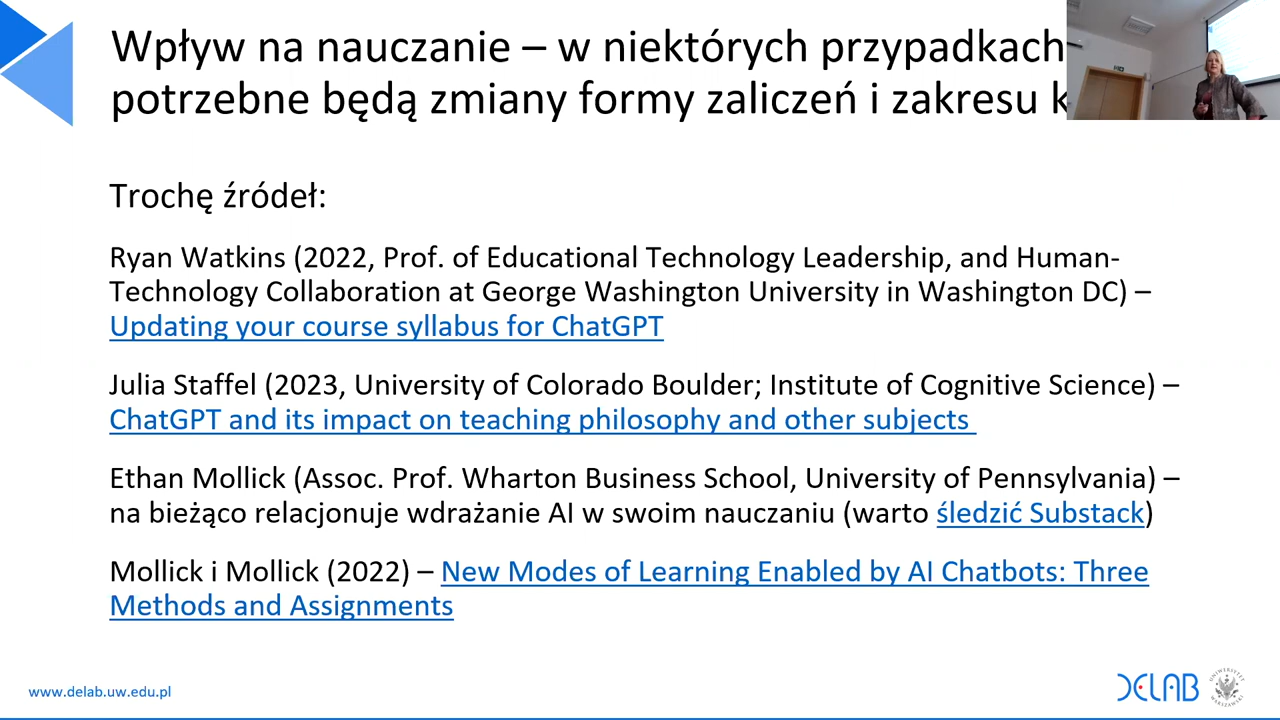 Wpływ na nauczanie – w niektórych przypadkach
potrzebne będą zmiany formy zaliczeń i zakresu k
Trochę źródeł:
Ryan Watkins (2022, Prof. of Educational Technology Leadership, and Human-
Technology Collaboration at George Washington University in Washington DC) –
Updating your course syllabus for ChatGPT
Julia Staffel (2023, University of Colorado Boulder; Institute of Cognitive Science) –
ChatGPT and its impact on teaching philosophy and other subjects
Ethan Mollick (Assoc. Prof. Wharton Business School, University of Pennsylvania) –
na bieżąco relacjonuje wdrażanie AI w swoim nauczaniu (warto śledzić Substack)
Mollick i Mollick (2022) – New Modes of Learning Enabled by AI Chatbots: Three
Methods and Assignments
www.delab.uw.edu.pl
DELAB
UNIWERSYTET
WARSZAWSKI